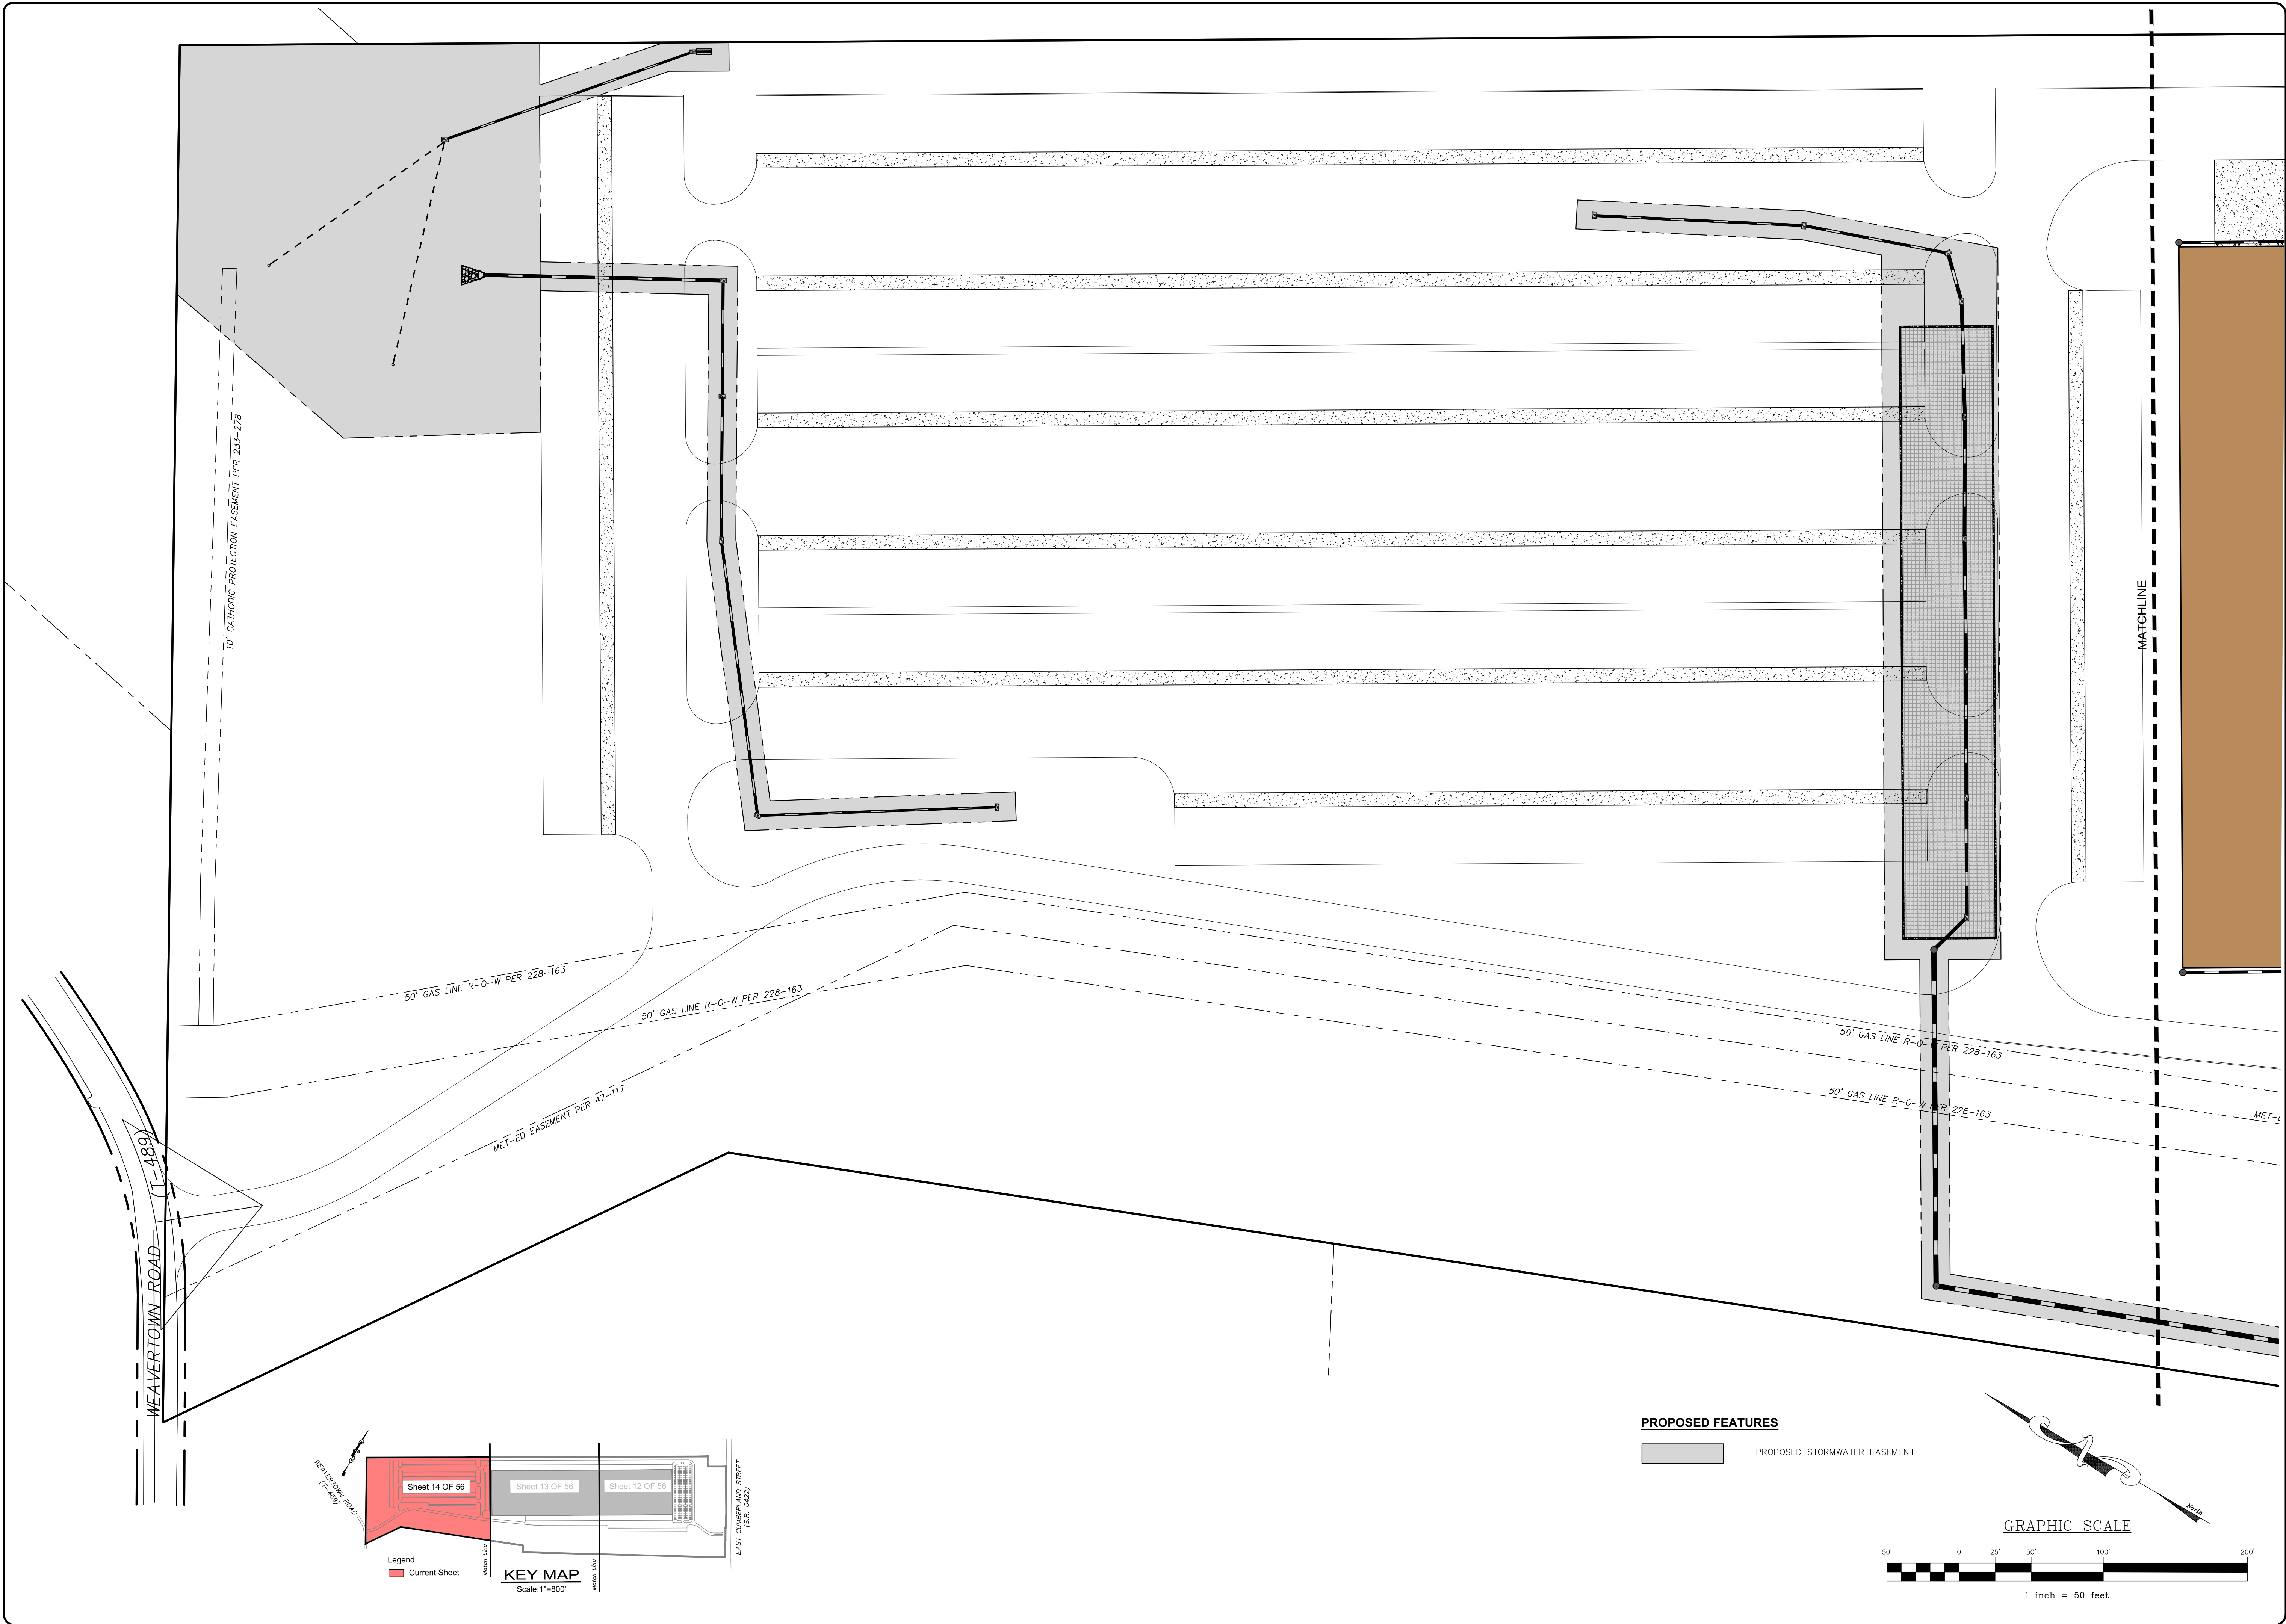 10' CATHODIC PROTECTION EASEMENT PER 233-278
MATCHLINE
50' GAS LINE R-O-W PER 228-163
50' GAS LINE R-O-W PER 228-163
50' GAS LINE R-O-W PER 228-163
50' GAS LINE R-O-W PER 228-163
MET-E
MET-ED EASEMENT PER 47-117
WEAVERTOWN ROAD (T-489)
WEAVERTOWN ROAD
(T-489)
Sheet 14 OF 56
Sheet 13 OF 56
Sheet 12 OF 56
EAST CUMBERLAND STREET
(S.R. 0422)
Legend
Current Sheet
Match Line
Match Line
KEY MAP
Scale:1"=800'
PROPOSED FEATURES
PROPOSED STORMWATER EASEMENT
North
GRAPHIC SCALE
50' 0 25' 50' 100' 200'
1 inch = 50 feet